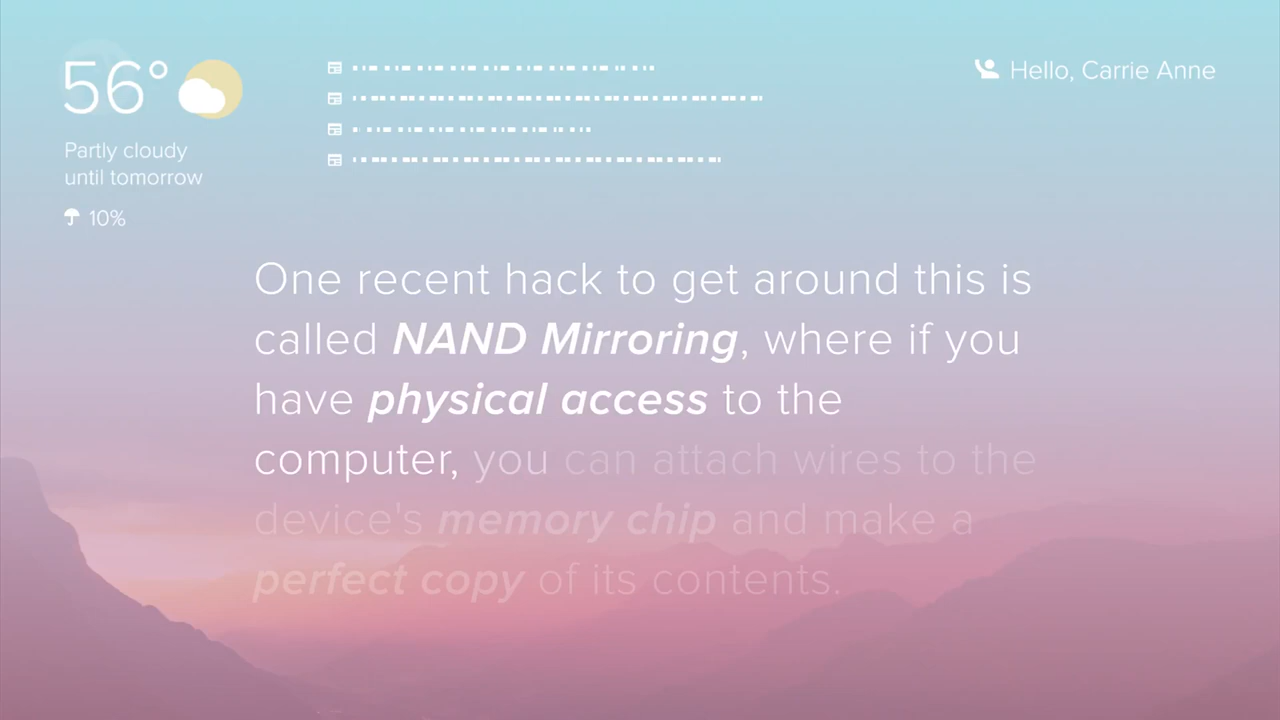 56°
Partly cloudy
until tomorrow
10%
Hello, Carrie Anne
One recent hack to get around this is
called NAND Mirroring, where if you
have physical access to the
computer, you can attach wires to the
device's memory chip and make a
perfect copy of its contents.